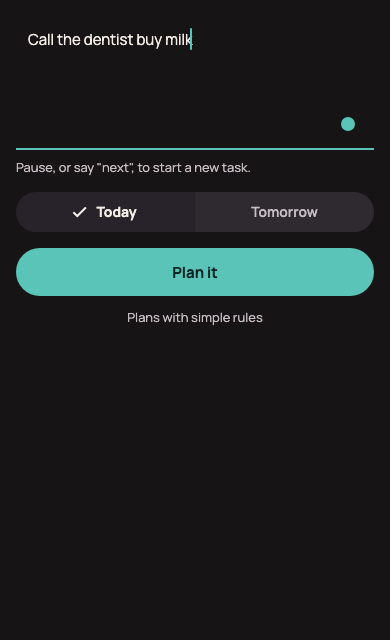 Call the dentist buy milk
Pause, or say "next", to start a new task.
Today
Tomorrow
Plan it
Plans with simple rules